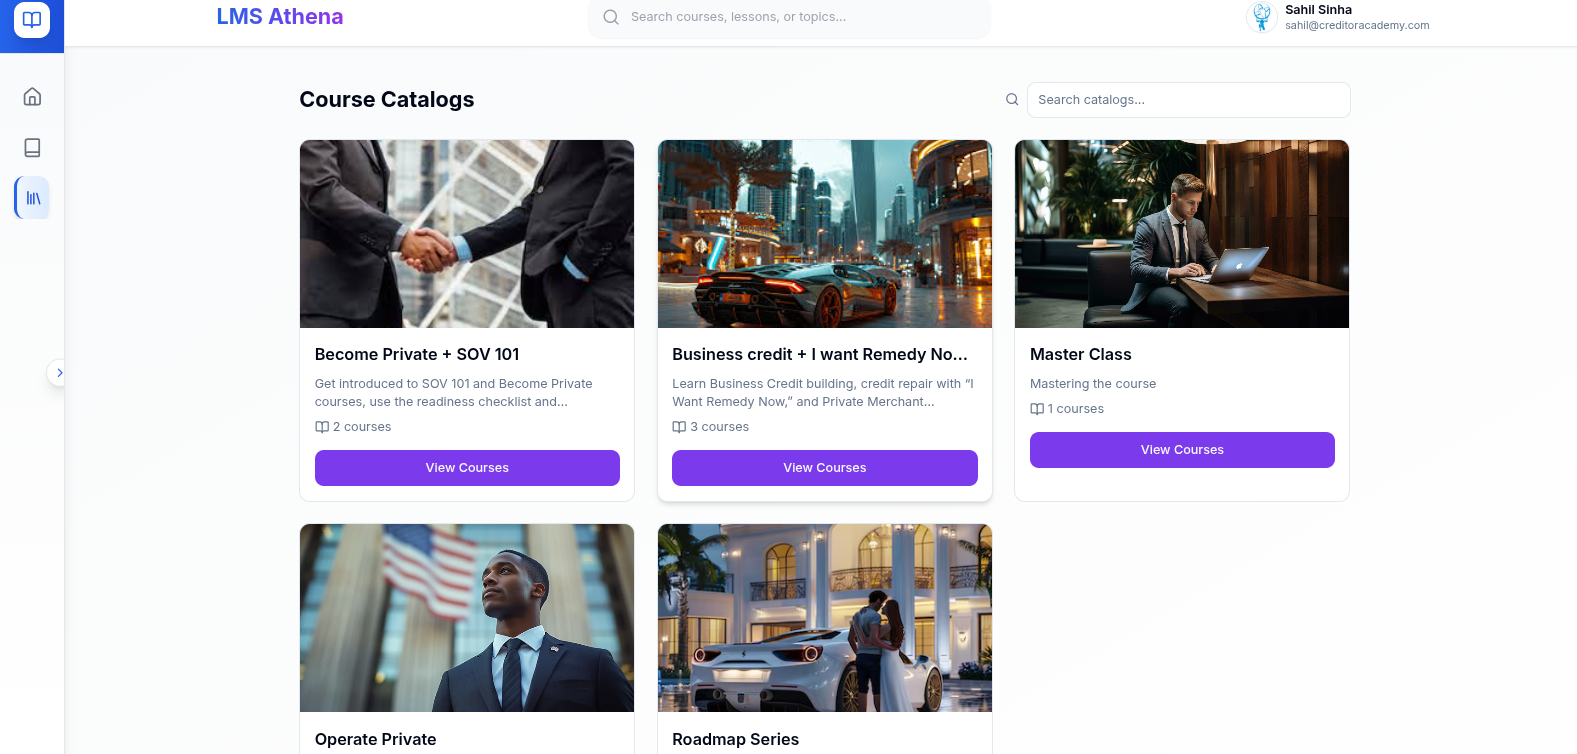 LMS Athena
Search courses, lessons, or topics...
Sahil Sinha
sahil@creditoracademy.com
Course Catalogs
Search catalogs...
Become Private + SOV 101
Get introduced to SOV 101 and Become Private
courses, use the readiness checklist and...
2 courses
View Courses
Business credit + I want Remedy No...
Learn Business Credit building, credit repair with “I
Want Remedy Now,” and Private Merchant...
3 courses
View Courses
Master Class
Mastering the course
1 courses
View Courses
Operate Private
Roadmap Series